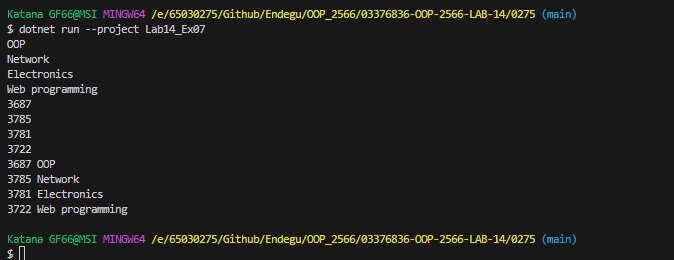 Katana GF66@MSI MINGW64 /e/65030275/Github/Endegu/OOP_2566/03376836-OOP-2566-LAB-14/0275 (main)
$ dotnet run --project Lab14_Ex07
OOP
Network
Electronics
Web programming
3687
3785
3781
3722
3687 OOP
3785 Network
3781 Electronics
3722 Web programming
Katana GF66@MSI MINGW64 /e/65030275/Github/Endegu/OOP_2566/03376836-OOP-2566-LAB-14/0275 (main)
$